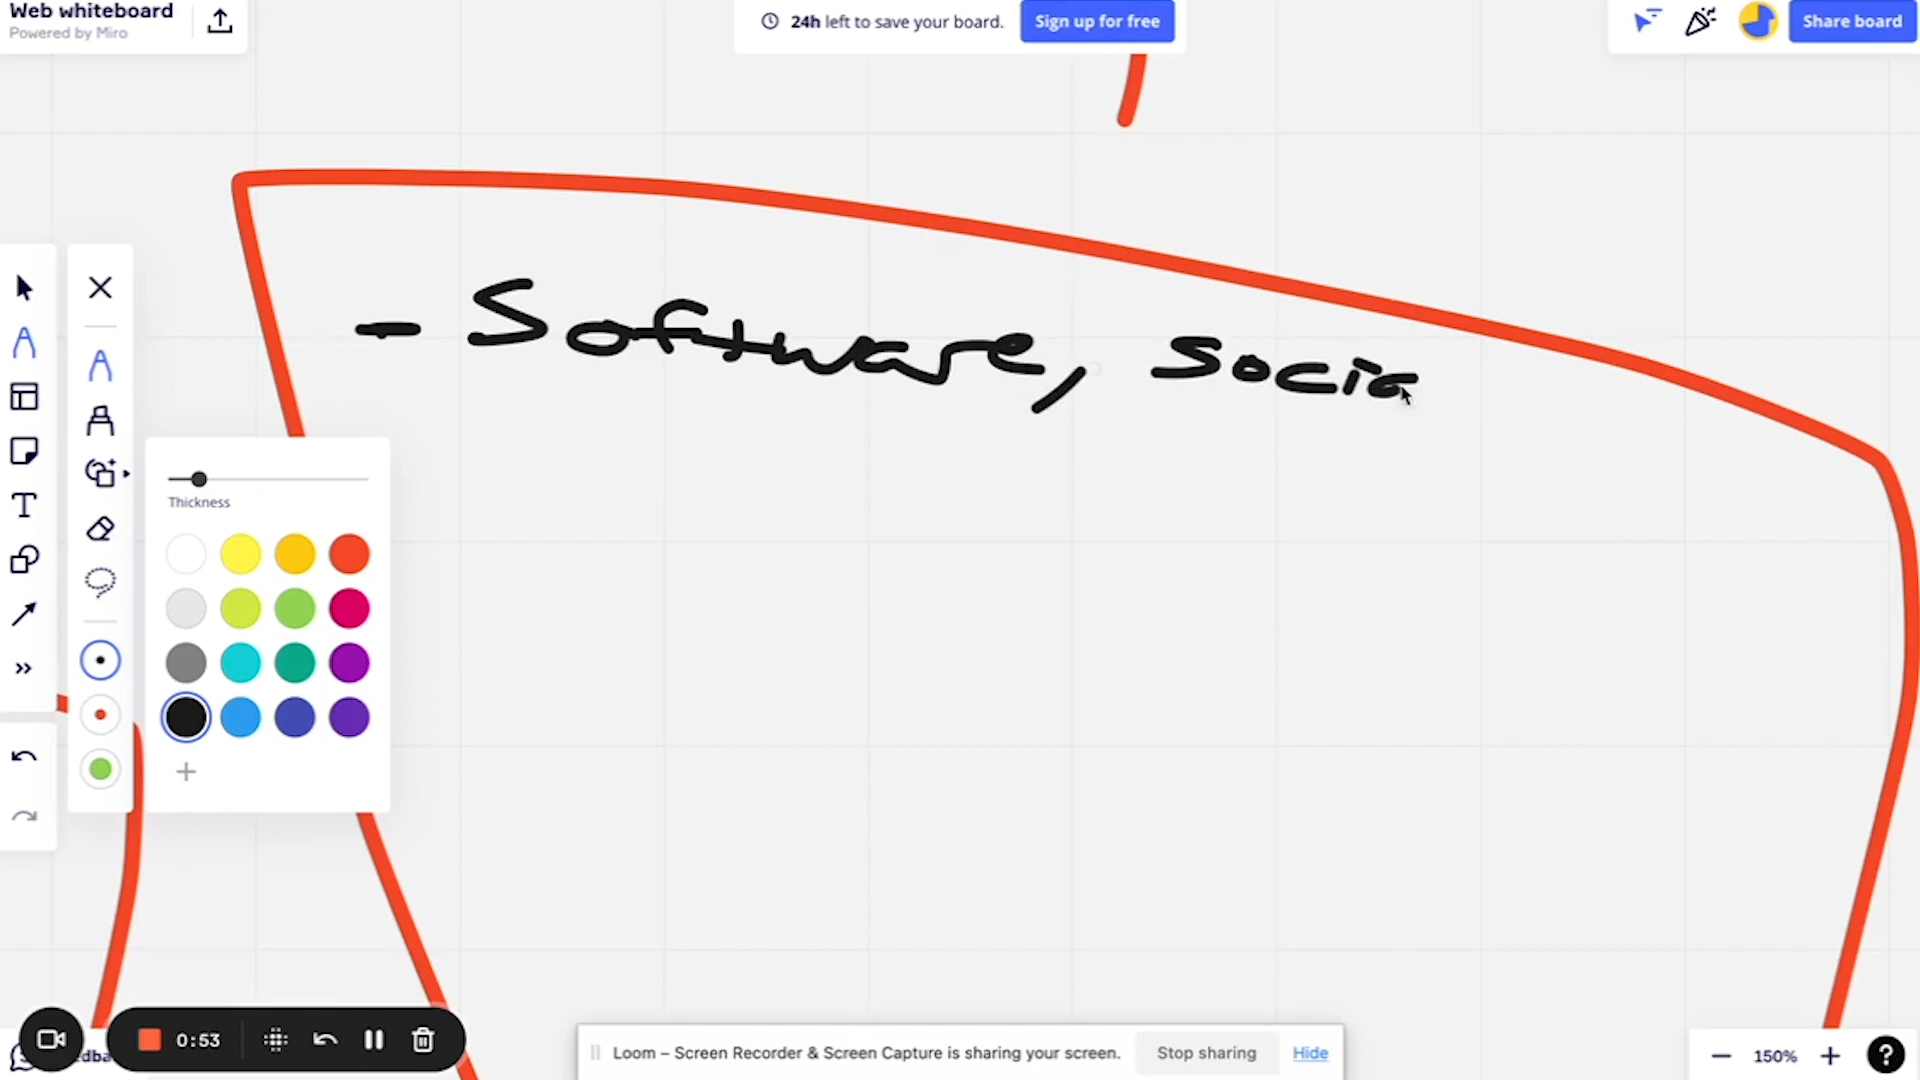 Web whiteboard
Powered by Miro
24h left to save your board.
Sign up for free
Share board
- Software, Socia
Thickness
0:53
edba
Loom – Screen Recorder & Screen Capture is sharing your screen.
Stop sharing
Hide
150%